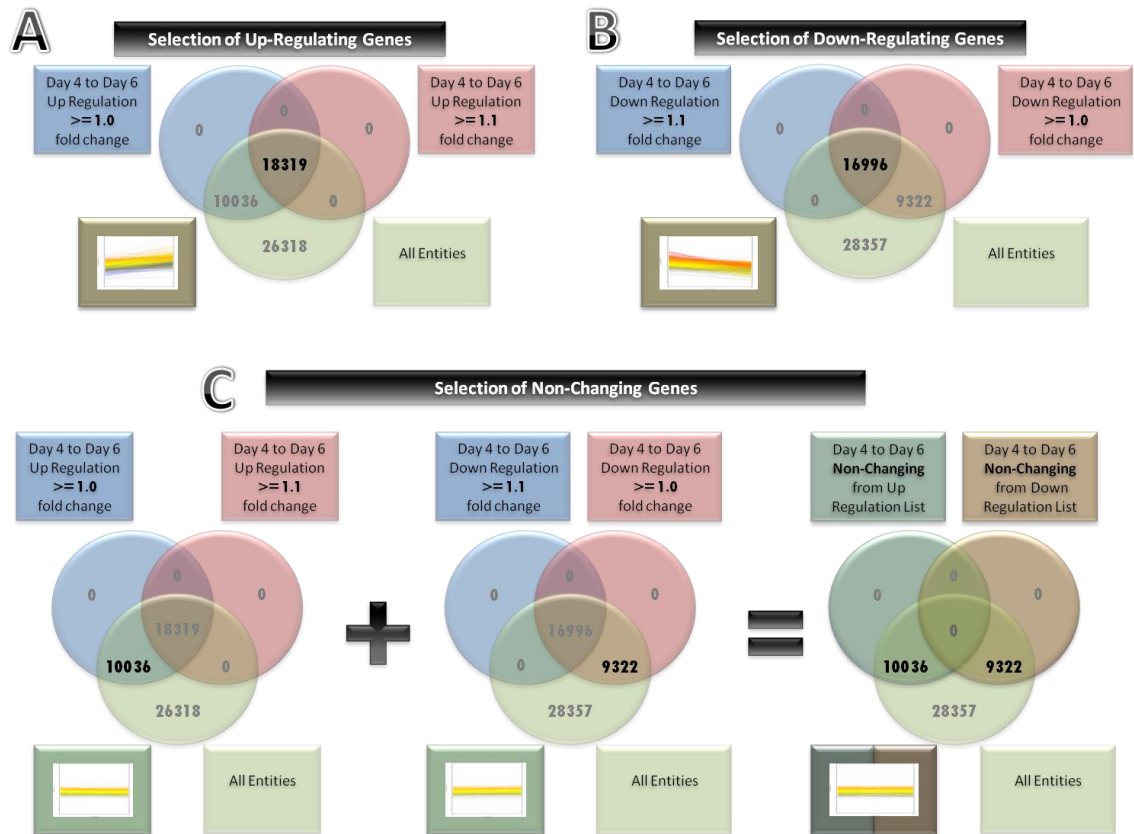 A
Selection of Up-Regulating Genes
Day 4 to Day 6
Up Regulation
>= 1.0
fold change
Day 4 to Day 6
Up Regulation
>= 1.1
fold change
0
0
0
18319
10036
0
26318
All Entities
B
Selection of Down-Regulating Genes
Day 4 to Day 6
Down Regulation
>= 1.1
fold change
Day 4 to Day 6
Down Regulation
>= 1.0
fold change
0
0
0
16996
0
9322
28357
All Entities
C
Selection of Non-Changing Genes
Day 4 to Day 6
Up Regulation
>= 1.0
fold change
Day 4 to Day 6
Up Regulation
>= 1.1
fold change
0
0
0
18319
10036
0
26318
All Entities
+
Day 4 to Day 6
Down Regulation
>= 1.1
fold change
Day 4 to Day 6
Down Regulation
>= 1.0
fold change
0
0
0
16996
0
9322
28357
All Entities
=
Day 4 to Day 6
Non-Changing
from Up
Regulation List
Day 4 to Day 6
Non-Changing
from Down
Regulation List
0
0
0
0
10036
9322
28357
All Entities